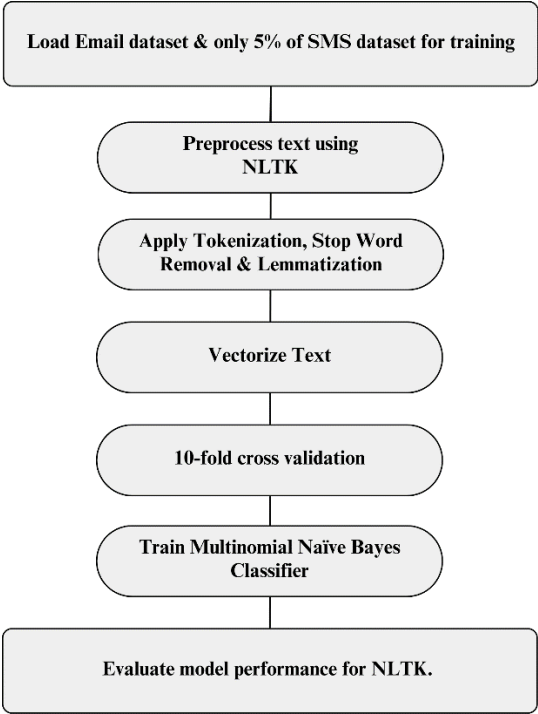 Load Email dataset & only 5% of SMS dataset for training
Preprocess text using
NLTK
Apply Tokenization, Stop Word
Removal & Lemmatization
Vectorize Text
10-fold cross validation
Train Multinomial Naïve Bayes
Classifier
Evaluate model performance for NLTK.